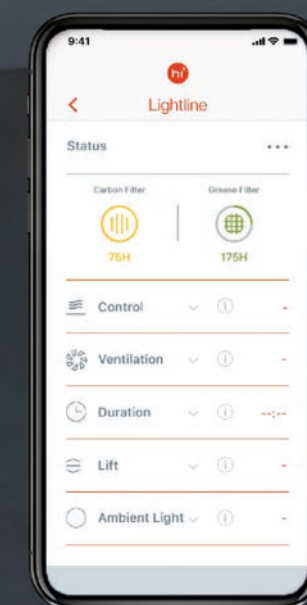 9:41
hi
Lightline
Status
Carbon Filter Grease Filter
75H 175H
Control -
Ventilation -
Duration --:--
Lift -
Ambient Light -